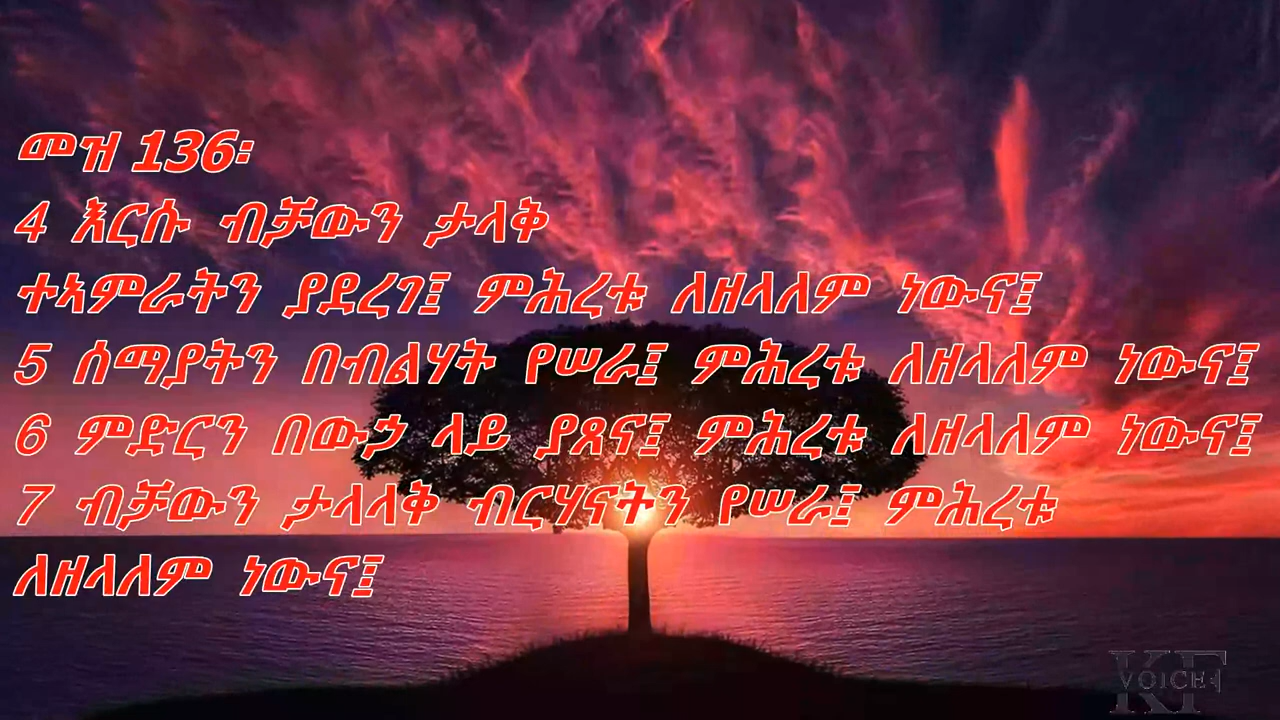 መዝ 136፡
4 እርሱ ብቻውን ታላቅ
ተኣምራትን ያደረገ፤ ምሕረቱ ለዘላለም ነውና፤
5 ሰማያትን በብልሃት የሠራ፤ ምሕረቱ ለዘላለም ነውና፤
6 ምድርን በውኃ ላይ ያጸና፤ ምሕረቱ ለዘላለም ነውና፤
7 ብቻውን ታላላቅ ብርሃናትን የሠራ፤ ምሕረቱ
ለዘላለም ነውና፤
KF
VOICE